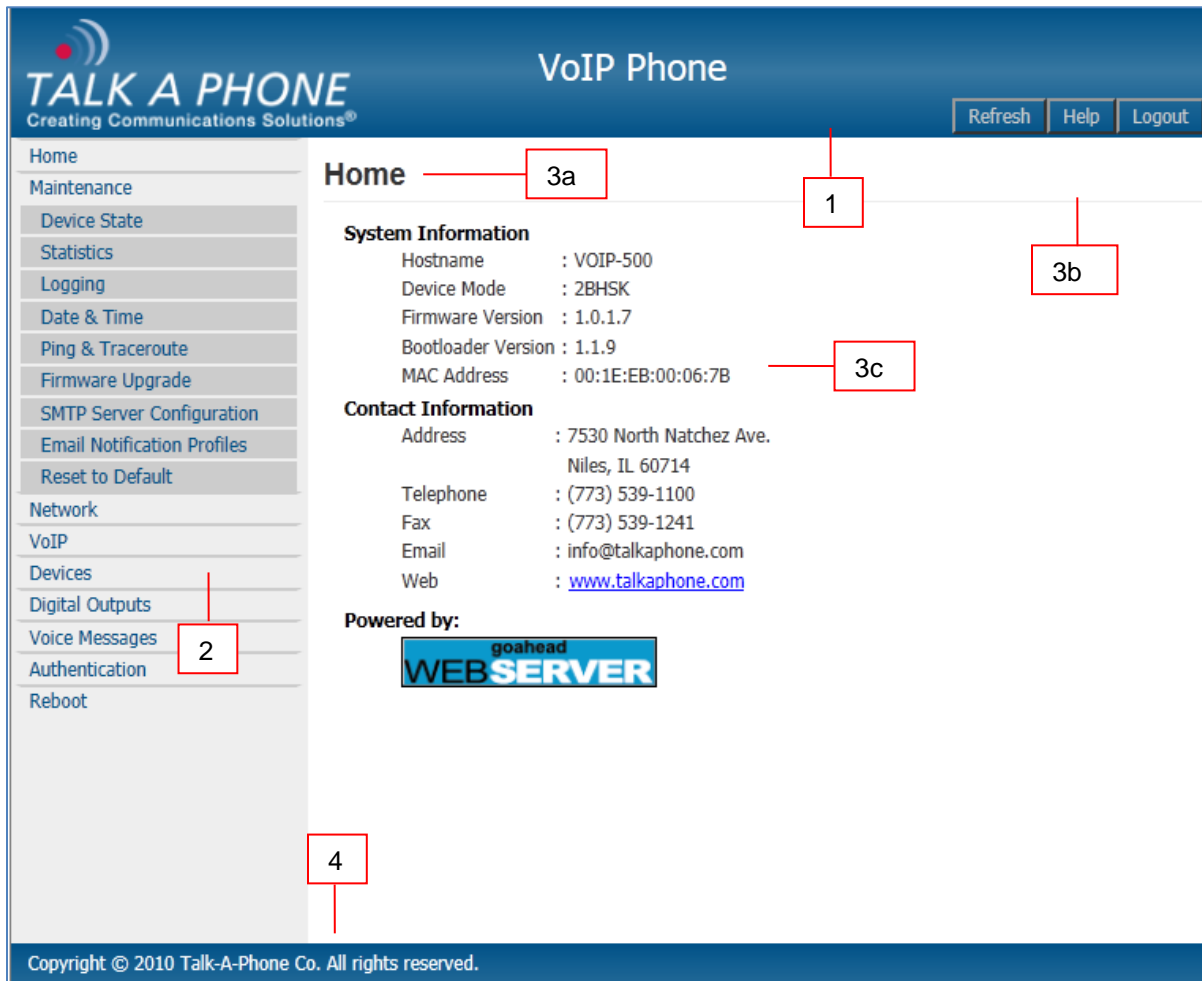 TALK A PHONE
Creating Communications Solutions®
VoIP Phone
Refresh Help Logout
1
Home
Maintenance
Device State
Statistics
Logging
Date & Time
Ping & Traceroute
Firmware Upgrade
SMTP Server Configuration
Email Notification Profiles
Reset to Default
Network
VoIP
Devices
Digital Outputs
Voice Messages
Authentication
Reboot
2
Home
3a
3b
System Information
Hostname : VOIP-500
Device Mode : 2BHSK
Firmware Version : 1.0.1.7
Bootloader Version : 1.1.9
MAC Address : 00:1E:EB:00:06:7B
3c
Contact Information
Address : 7530 North Natchez Ave.
Niles, IL 60714
Telephone : (773) 539-1100
Fax : (773) 539-1241
Email : info@talkaphone.com
Web : www.talkaphone.com
Powered by:
goahead
WEBSERVER
4
Copyright © 2010 Talk-A-Phone Co. All rights reserved.